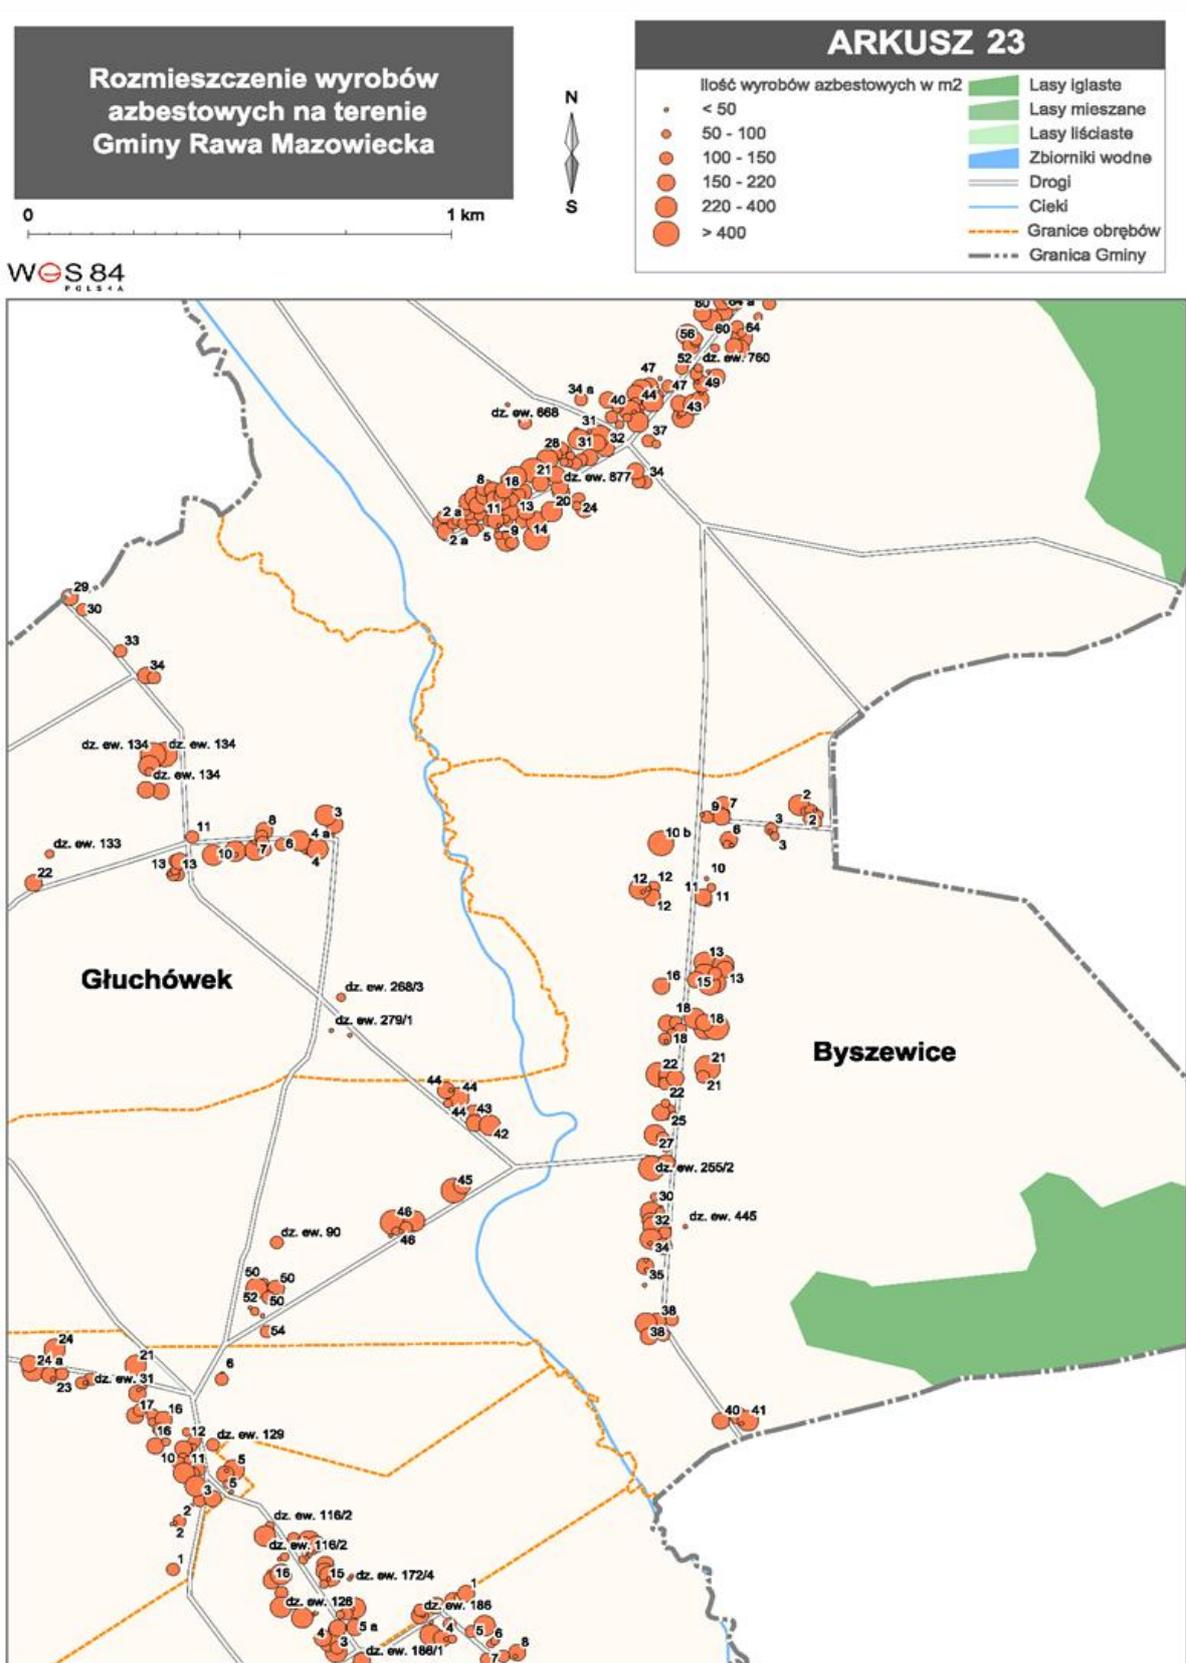 Rozmieszczenie wyrobów
azbestowych na terenie
Gminy Rawa Mazowiecka
N
S
0
1 km
WGS 84
POLSKA
ARKUSZ 23
Ilość wyrobów azbestowych w m2
< 50
50 - 100
100 - 150
150 - 220
220 - 400
> 400
Lasy iglaste
Lasy mieszane
Lasy liściaste
Zbiorniki wodne
Drogi
Cieki
Granice obrębów
Granica Gminy
60
64 a
56
60
64
52
dz. ew. 760
47
47
49
34 a
40
44
43
dz. ew. 668
31
32
37
28
31
21
dz. ew. 877
34
8
18
20
24
2 a
11
13
2 a
5
9
14
29
30
33
34
dz. ew. 134
dz. ew. 134
dz. ew. 134
3
8
11
4 a
dz. ew. 133
10
7
6
4
13
13
22
9
7
2
2
3
6
3
10 b
10
12
12
12
11
11
Głuchówek
13
13
16
15
dz. ew. 268/3
dz. ew. 279/1
18
18
18
Byszewice
21
22
21
22
44
44
44
43
42
25
27
dz. ew. 255/2
45
30
46
32
dz. ew. 445
46
34
dz. ew. 90
35
50
50
52
50
54
38
38
24
24 a
21
6
23
dz. ew. 31
40
41
17
16
16
12
dz. ew. 129
10
11
5
5
3
2
2
dz. ew. 116/2
dz. ew. 116/2
1
16
15
dz. ew. 172/4
1
dz. ew. 128
dz. ew. 186
5 a
4
3
4
5
6
8
dz. ew. 186/1
7